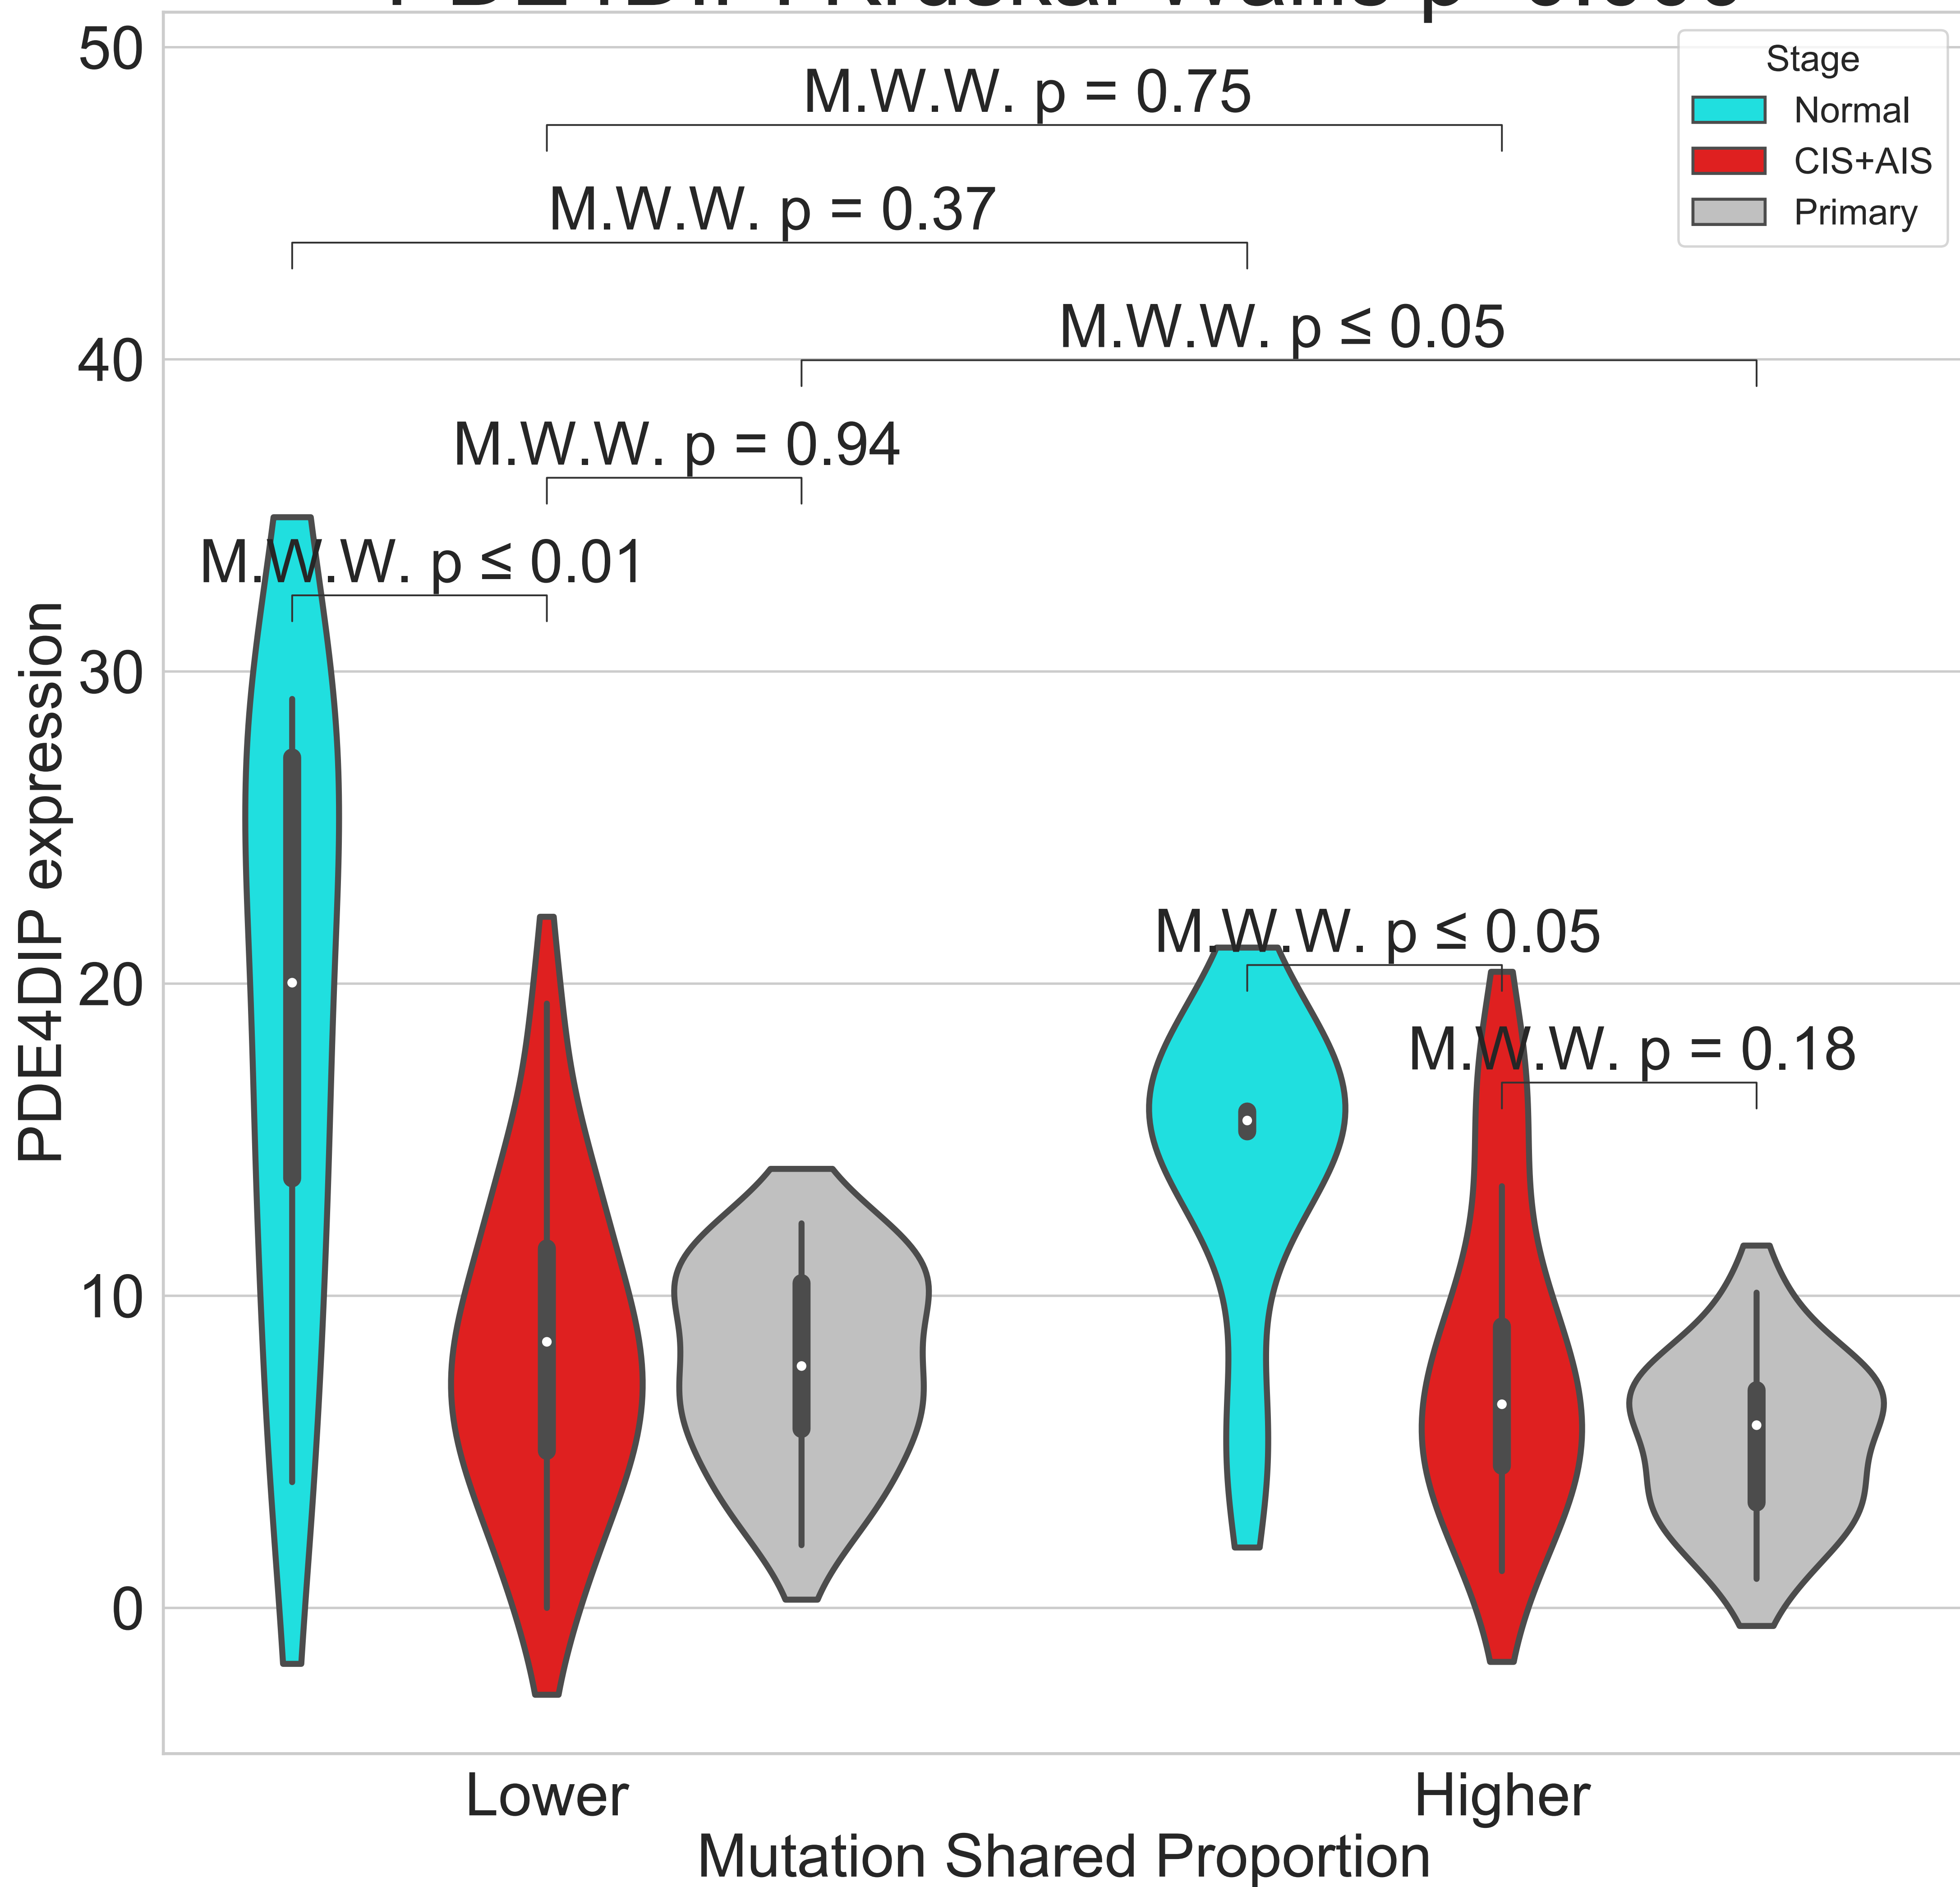 50
M.W.W. p = 0.75
M.W.W. p = 0.37
M.W.W. p ≤ 0.05
40
M.W.W. p = 0.94
M.W.W. p ≤ 0.01
30
M.W.W. p ≤ 0.05
20
M.W.W. p = 0.18
10
0
PDE4DIP expression
Stage
Normal
CIS+AIS
Primary
Lower
Higher
Mutation Shared Proportion